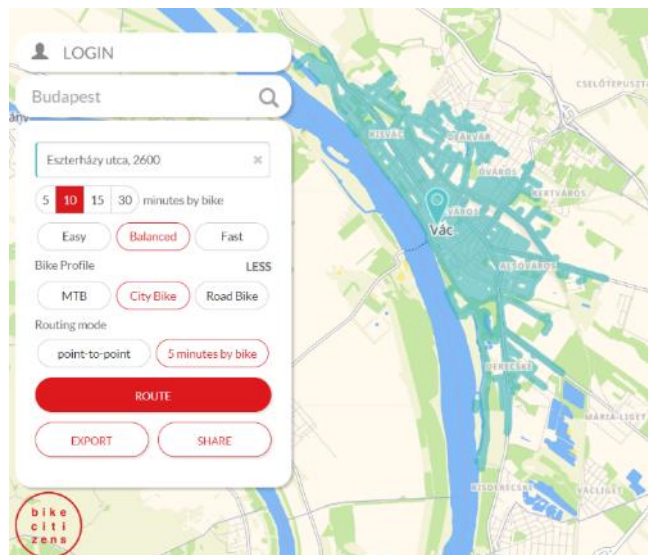 LOGIN
Budapest
Eszterházy utca, 2600
5 10 15 30 minutes by bike
Easy Balanced Fast
Bike Profile LESS
MTB City Bike Road Bike
Routing mode
point-to-point 5 minutes by bike
ROUTE
EXPORT SHARE
bike
citi
zens
CSELŐTEPUSZTA
KISVÁC
DEÁKVÁR
ÓVÁROS
KERTVÁROS
VÁROS
Vác
ALSÓVÁROS
DERECSKE
MÁRIA-LIGET
KISDERECSKE
VÁCLIGET